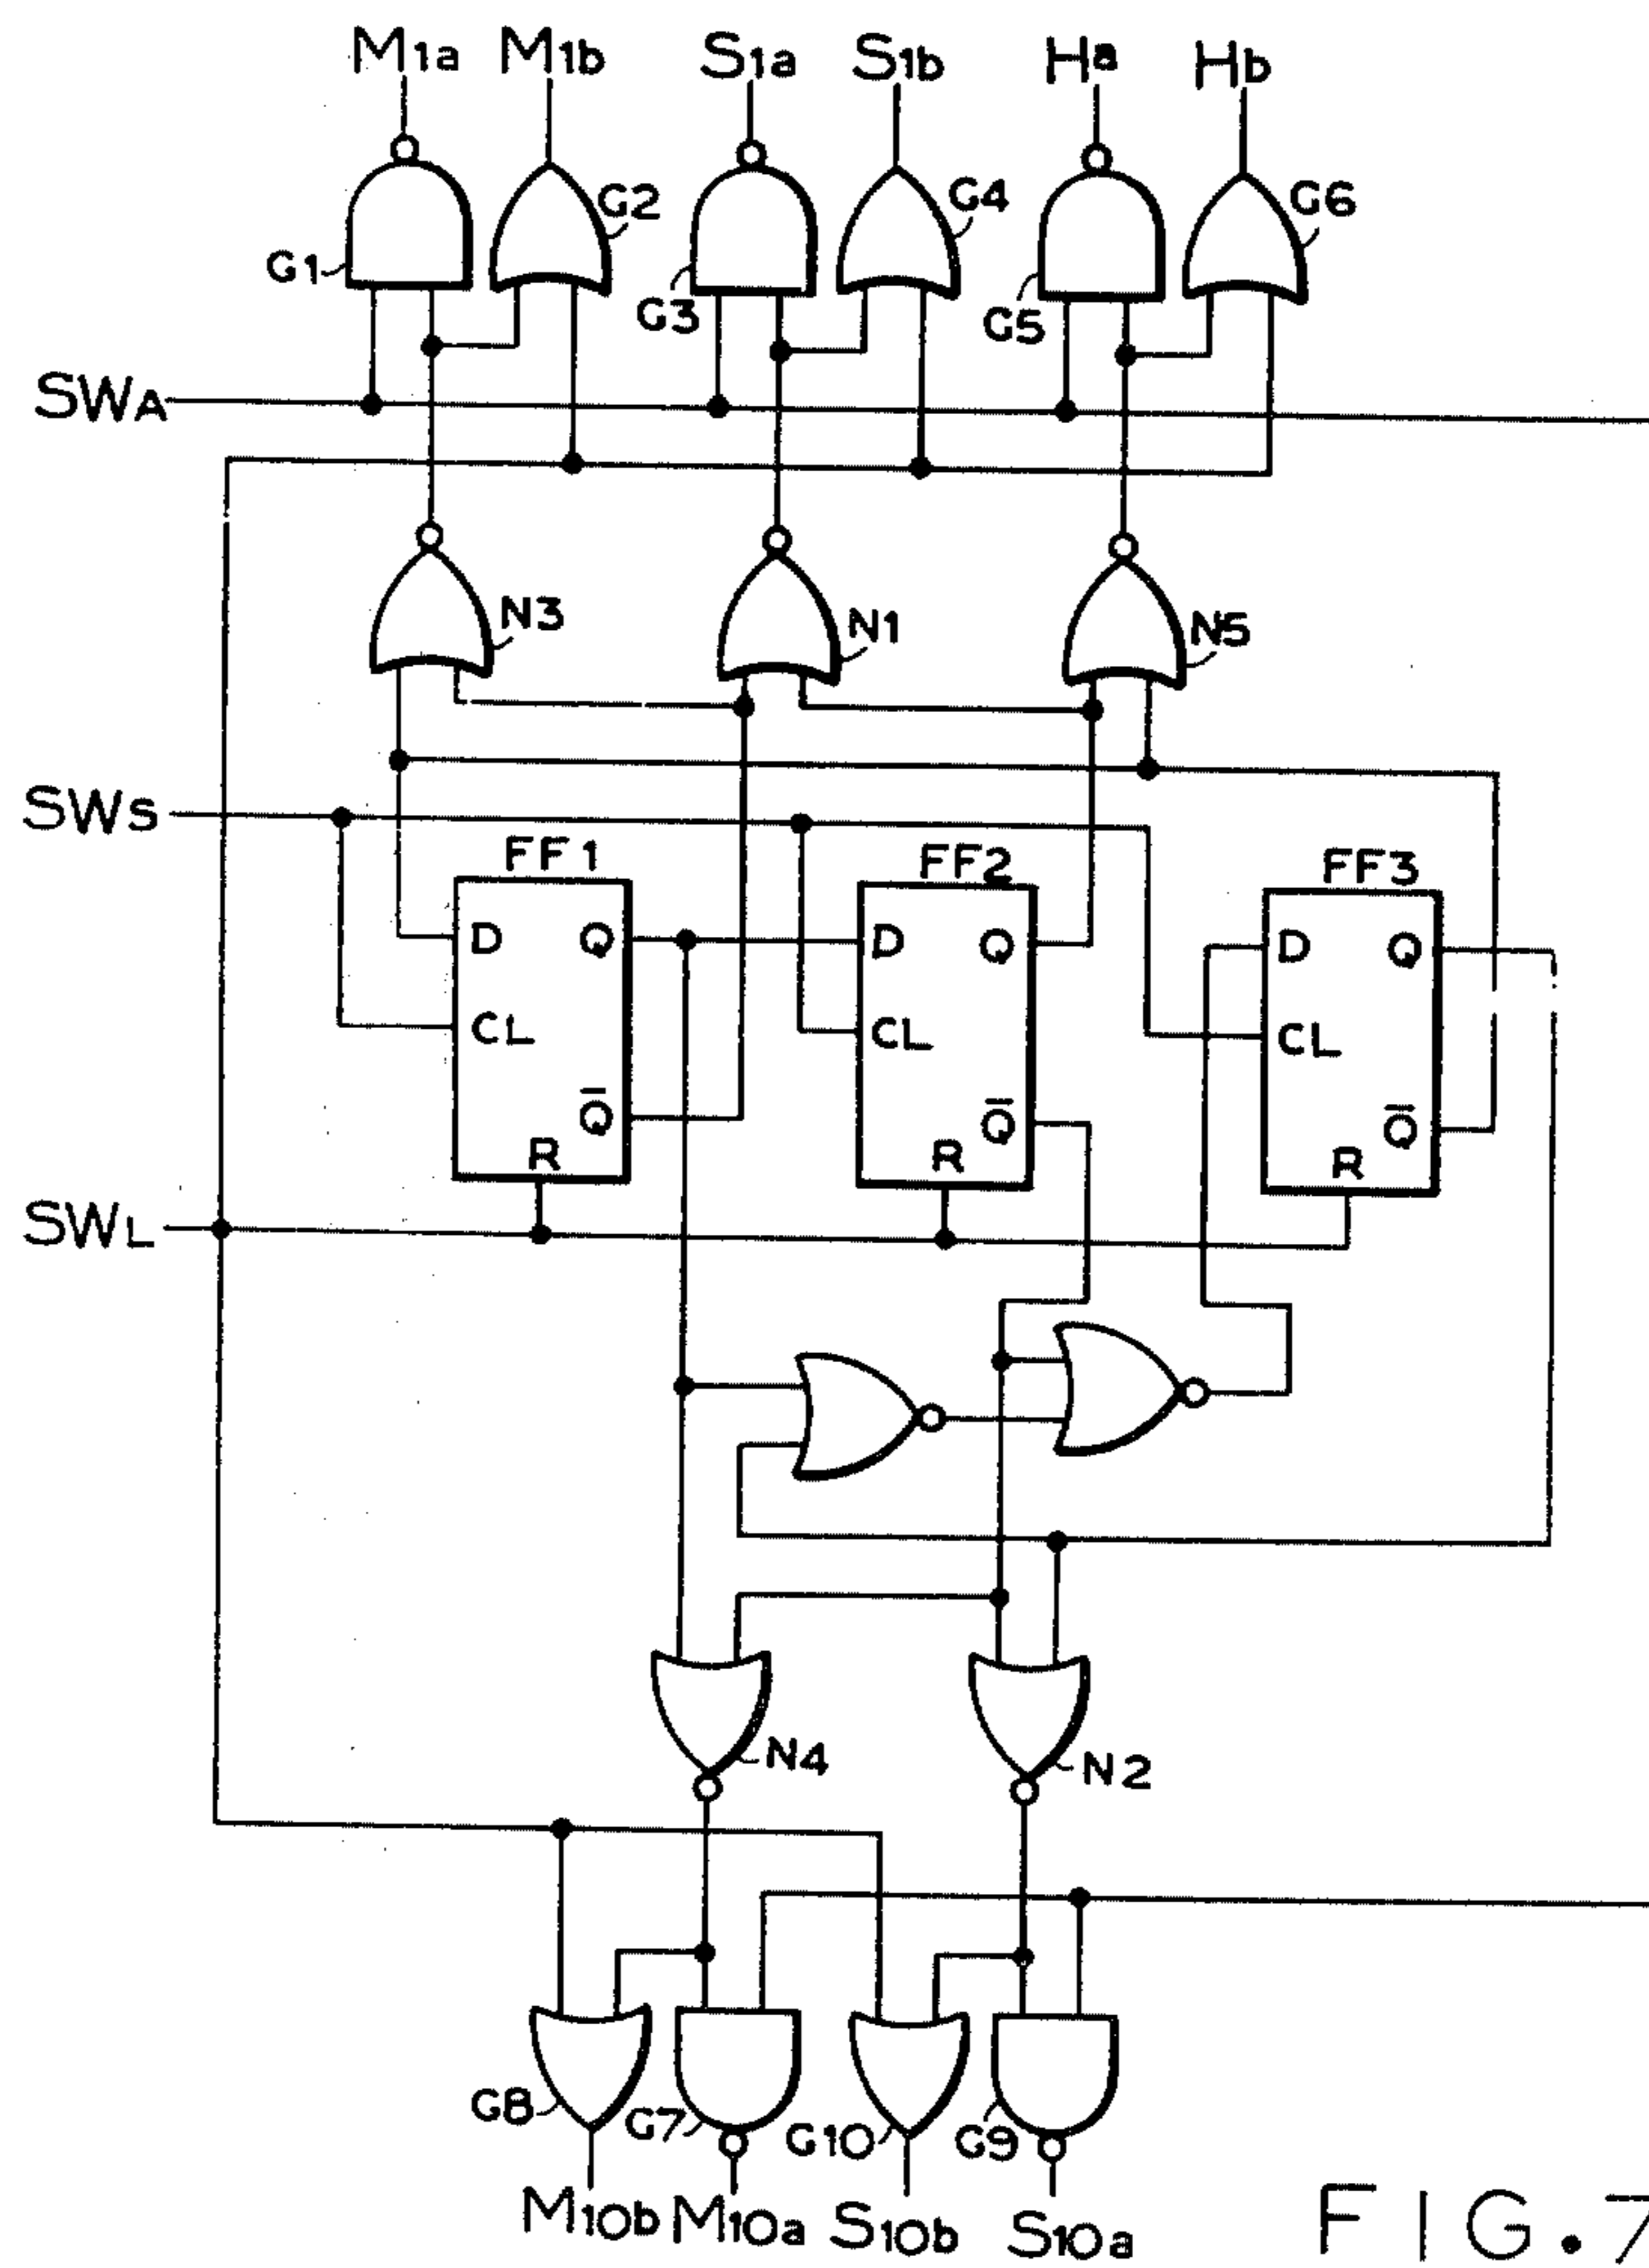 M1a M1b S1a S1b Ha Hb
G1 G2 G3 G4 G5 G6
SWA
N3 N1 N5
SWS
FF1 FF2 FF3
D Q D Q D Q
CL CL CL
Q̅ Q̅ Q̅
R R R
SWL
N4 N2
G8 G7 G10 G9
M10b M10a S10b S10a
FIG.7